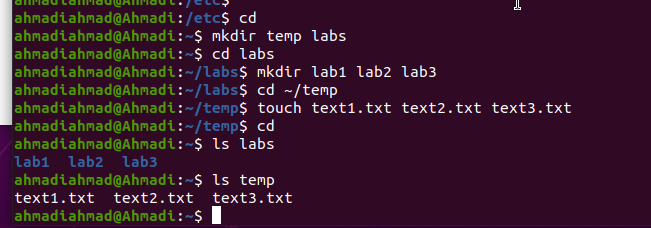 ahmadiahmad@Ahmadi:/etc$
ahmadiahmad@Ahmadi:/etc$ cd
ahmadiahmad@Ahmadi:~$ mkdir temp labs
ahmadiahmad@Ahmadi:~$ cd labs
ahmadiahmad@Ahmadi:~/labs$ mkdir lab1 lab2 lab3
ahmadiahmad@Ahmadi:~/labs$ cd ~/temp
ahmadiahmad@Ahmadi:~/temp$ touch text1.txt text2.txt text3.txt
ahmadiahmad@Ahmadi:~/temp$ cd
ahmadiahmad@Ahmadi:~$ ls labs
lab1  lab2  lab3
ahmadiahmad@Ahmadi:~$ ls temp
text1.txt  text2.txt  text3.txt
ahmadiahmad@Ahmadi:~$